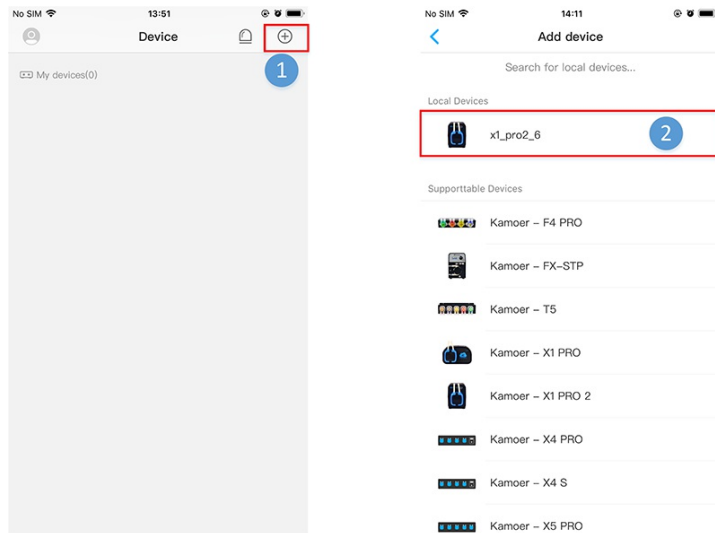 No SIM 13:51
Device
1
My devices(0)
No SIM 14:11
Add device
Search for local devices...
Local Devices
x1_pro2_6
2
Supporttable Devices
Kamoer – F4 PRO
Kamoer – FX–STP
Kamoer – T5
Kamoer – X1 PRO
Kamoer – X1 PRO 2
Kamoer – X4 PRO
Kamoer – X4 S
Kamoer – X5 PRO